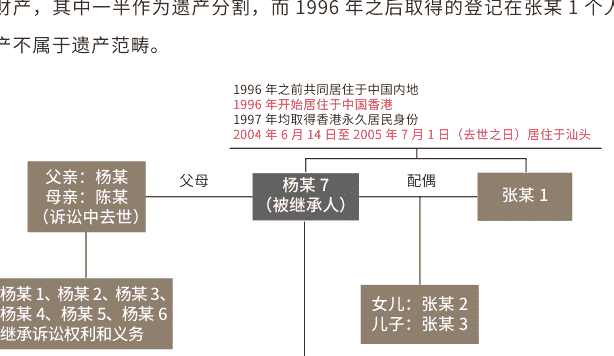 财产，其中一半作为遗产分割，而 1996 年之后取得的登记在张某 1 个人
产不属于遗产范畴。
1996 年之前共同居住于中国内地
1996 年开始居住于中国香港
1997 年均取得香港永久居民身份
2004 年 6 月 14 日至 2005 年 7 月 1 日（去世之日）居住于汕头
父亲：杨某
母亲：陈某
（诉讼中去世）
父母
杨某 7
（被继承人）
配偶
张某 1
杨某 1、杨某 2、杨某 3、
杨某 4、杨某 5、杨某 6
继承诉讼权利和义务
女儿：张某 2
儿子：张某 3